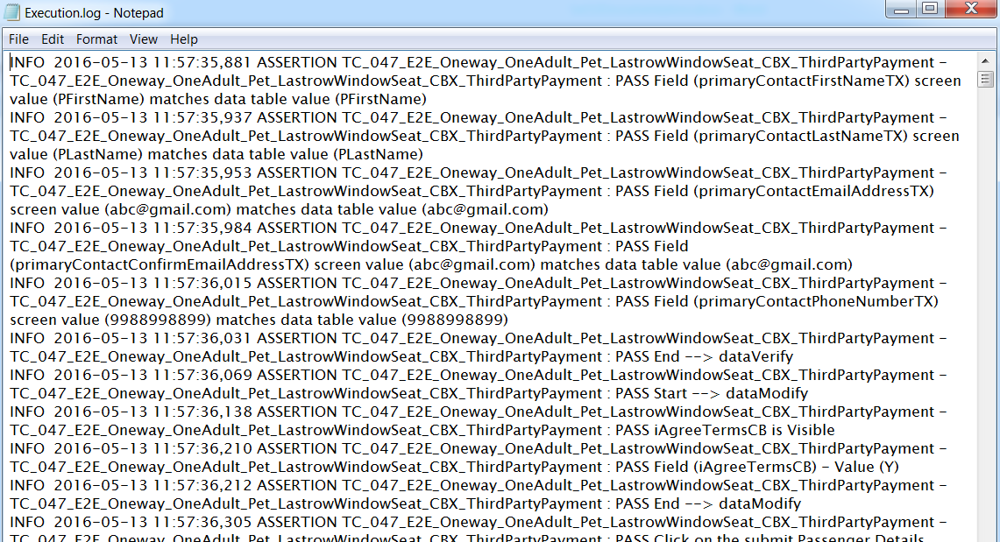 Execution.log - Notepad
File Edit Format View Help
INFO  2016-05-13 11:57:35,881 ASSERTION TC_047_E2E_Oneway_OneAdult_Pet_LastrowWindowSeat_CBX_ThirdPartyPayment -
TC_047_E2E_Oneway_OneAdult_Pet_LastrowWindowSeat_CBX_ThirdPartyPayment : PASS Field (primaryContactFirstNameTX) screen
value (PFirstName) matches data table value (PFirstName)
INFO  2016-05-13 11:57:35,937 ASSERTION TC_047_E2E_Oneway_OneAdult_Pet_LastrowWindowSeat_CBX_ThirdPartyPayment -
TC_047_E2E_Oneway_OneAdult_Pet_LastrowWindowSeat_CBX_ThirdPartyPayment : PASS Field (primaryContactLastNameTX) screen
value (PLastName) matches data table value (PLastName)
INFO  2016-05-13 11:57:35,953 ASSERTION TC_047_E2E_Oneway_OneAdult_Pet_LastrowWindowSeat_CBX_ThirdPartyPayment -
TC_047_E2E_Oneway_OneAdult_Pet_LastrowWindowSeat_CBX_ThirdPartyPayment : PASS Field (primaryContactEmailAddressTX)
screen value (abc@gmail.com) matches data table value (abc@gmail.com)
INFO  2016-05-13 11:57:35,984 ASSERTION TC_047_E2E_Oneway_OneAdult_Pet_LastrowWindowSeat_CBX_ThirdPartyPayment -
TC_047_E2E_Oneway_OneAdult_Pet_LastrowWindowSeat_CBX_ThirdPartyPayment : PASS Field
(primaryContactConfirmEmailAddressTX) screen value (abc@gmail.com) matches data table value (abc@gmail.com)
INFO  2016-05-13 11:57:36,015 ASSERTION TC_047_E2E_Oneway_OneAdult_Pet_LastrowWindowSeat_CBX_ThirdPartyPayment -
TC_047_E2E_Oneway_OneAdult_Pet_LastrowWindowSeat_CBX_ThirdPartyPayment : PASS Field (primaryContactPhoneNumberTX)
screen value (9988998899) matches data table value (9988998899)
INFO  2016-05-13 11:57:36,031 ASSERTION TC_047_E2E_Oneway_OneAdult_Pet_LastrowWindowSeat_CBX_ThirdPartyPayment -
TC_047_E2E_Oneway_OneAdult_Pet_LastrowWindowSeat_CBX_ThirdPartyPayment : PASS End --> dataVerify
INFO  2016-05-13 11:57:36,069 ASSERTION TC_047_E2E_Oneway_OneAdult_Pet_LastrowWindowSeat_CBX_ThirdPartyPayment -
TC_047_E2E_Oneway_OneAdult_Pet_LastrowWindowSeat_CBX_ThirdPartyPayment : PASS Start --> dataModify
INFO  2016-05-13 11:57:36,138 ASSERTION TC_047_E2E_Oneway_OneAdult_Pet_LastrowWindowSeat_CBX_ThirdPartyPayment -
TC_047_E2E_Oneway_OneAdult_Pet_LastrowWindowSeat_CBX_ThirdPartyPayment : PASS iAgreeTermsCB is Visible
INFO  2016-05-13 11:57:36,210 ASSERTION TC_047_E2E_Oneway_OneAdult_Pet_LastrowWindowSeat_CBX_ThirdPartyPayment -
TC_047_E2E_Oneway_OneAdult_Pet_LastrowWindowSeat_CBX_ThirdPartyPayment : PASS Field (iAgreeTermsCB) - Value (Y)
INFO  2016-05-13 11:57:36,212 ASSERTION TC_047_E2E_Oneway_OneAdult_Pet_LastrowWindowSeat_CBX_ThirdPartyPayment -
TC_047_E2E_Oneway_OneAdult_Pet_LastrowWindowSeat_CBX_ThirdPartyPayment : PASS End --> dataModify
INFO  2016-05-13 11:57:36,305 ASSERTION TC_047_E2E_Oneway_OneAdult_Pet_LastrowWindowSeat_CBX_ThirdPartyPayment -
TC_047_E2E_Oneway_OneAdult_Pet_LastrowWindowSeat_CBX_ThirdPartyPayment : PASS Click on the submit Passenger Details